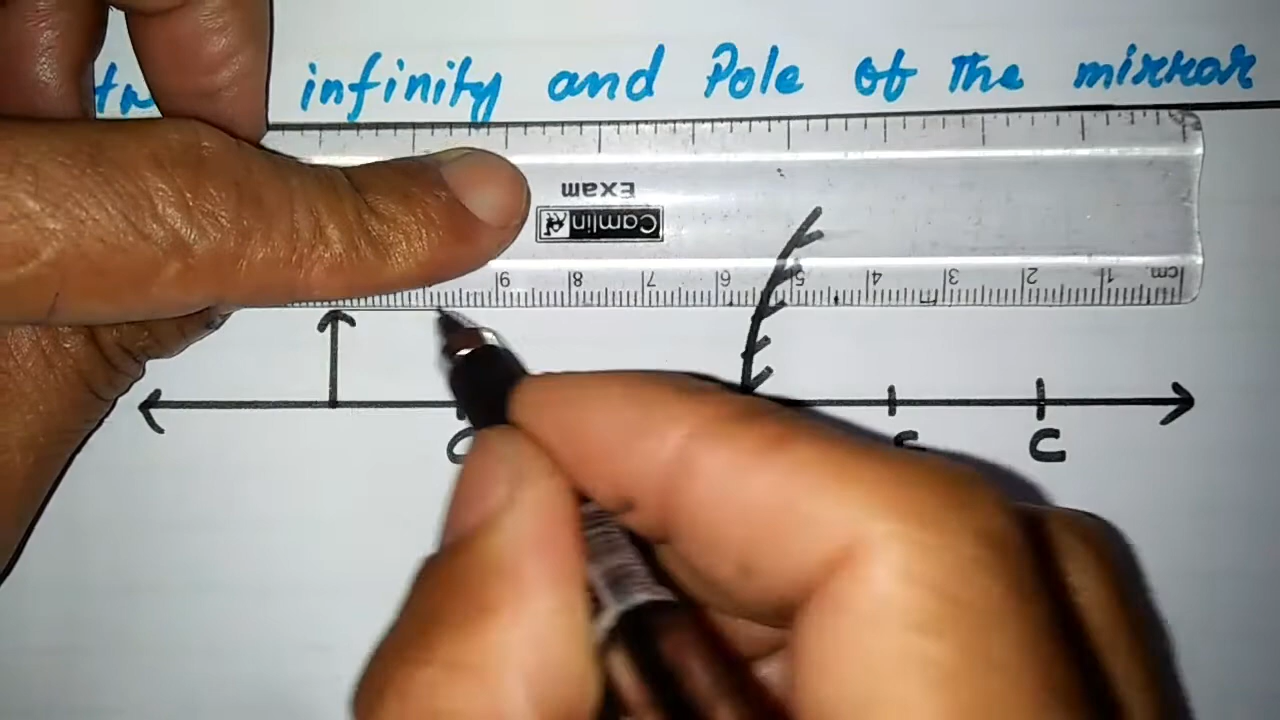 infinity and Pole of the mirror
Exam
Camlin
9 8 7 6 5 4 3 2 1 cm
C